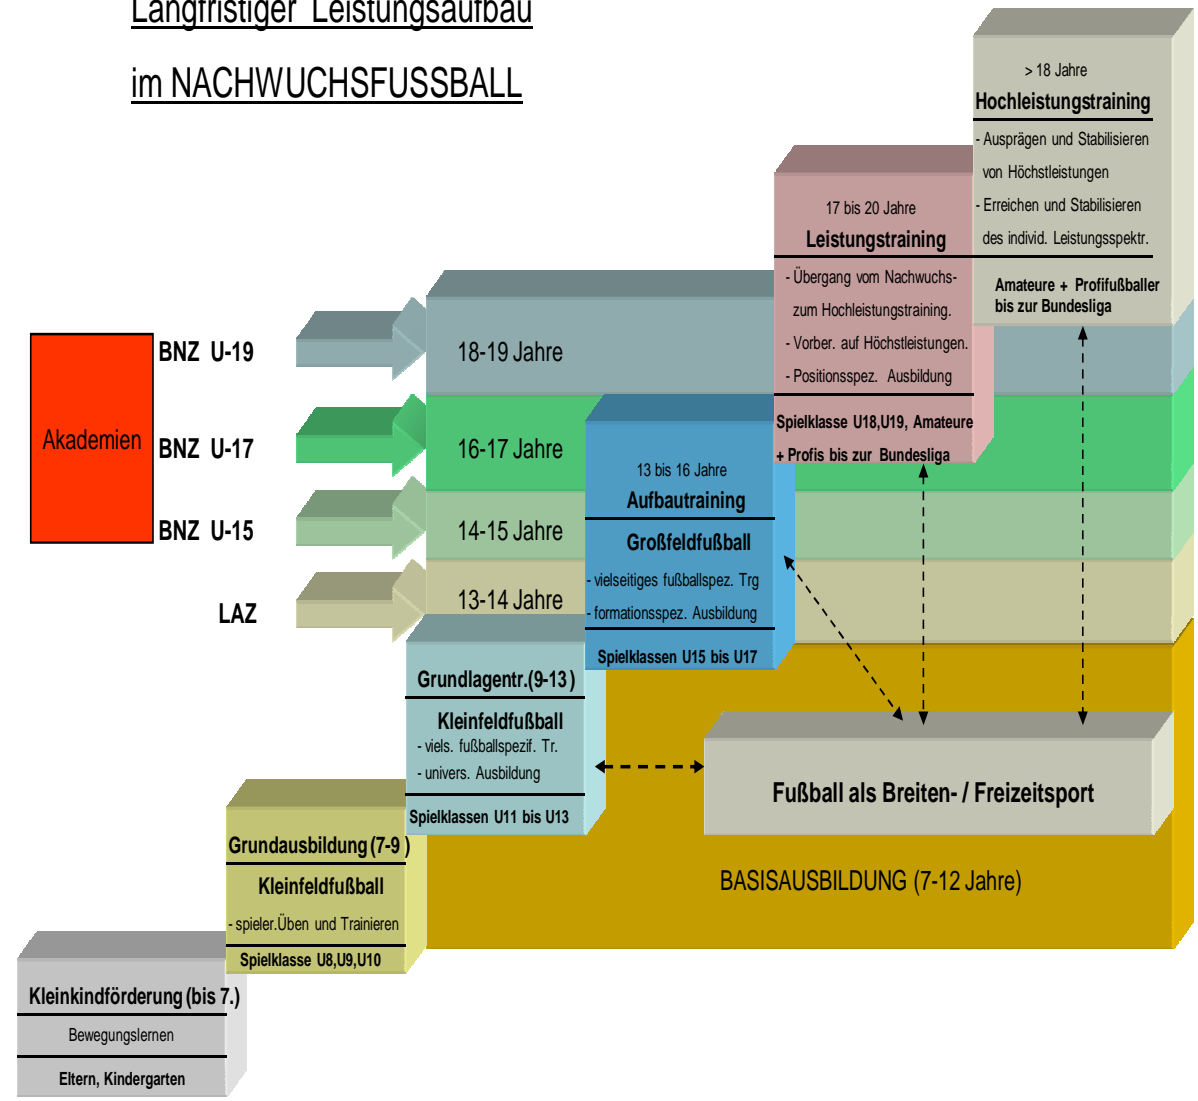 Langfristiger Leistungsaufbau
im NACHWUCHSFUSSBALL
> 18 Jahre
Hochleistungstraining
- Ausprägen und Stabilisieren
von Höchstleistungen
- Erreichen und Stabilisieren
des individ. Leistungsspektr.
Amateure + Profifußballer
bis zur Bundesliga
17 bis 20 Jahre
Leistungstraining
- Übergang vom Nachwuchs-
zum Hochleistungstraining.
- Vorber. auf Höchstleistungen.
- Positionsspez. Ausbildung
Spielklasse U18,U19, Amateure
+ Profis bis zur Bundesliga
Akademien
BNZ U-19
BNZ U-17
BNZ U-15
LAZ
18-19 Jahre
16-17 Jahre
14-15 Jahre
13-14 Jahre
13 bis 16 Jahre
Aufbautraining
Großfeldfußball
- vielseitiges fußballspez. Trg
- formationsspez. Ausbildung
Spielklassen U15 bis U17
Grundlagentr.(9-13 )
Kleinfeldfußball
- viels. fußballspezif. Tr.
- univers. Ausbildung
Spielklassen U11 bis U13
Fußball als Breiten- / Freizeitsport
BASISAUSBILDUNG (7-12 Jahre)
Grundausbildung (7-9 )
Kleinfeldfußball
- spieler.Üben und Trainieren
Spielklasse U8,U9,U10
Kleinkindförderung (bis 7.)
Bewegungslernen
Eltern, Kindergarten